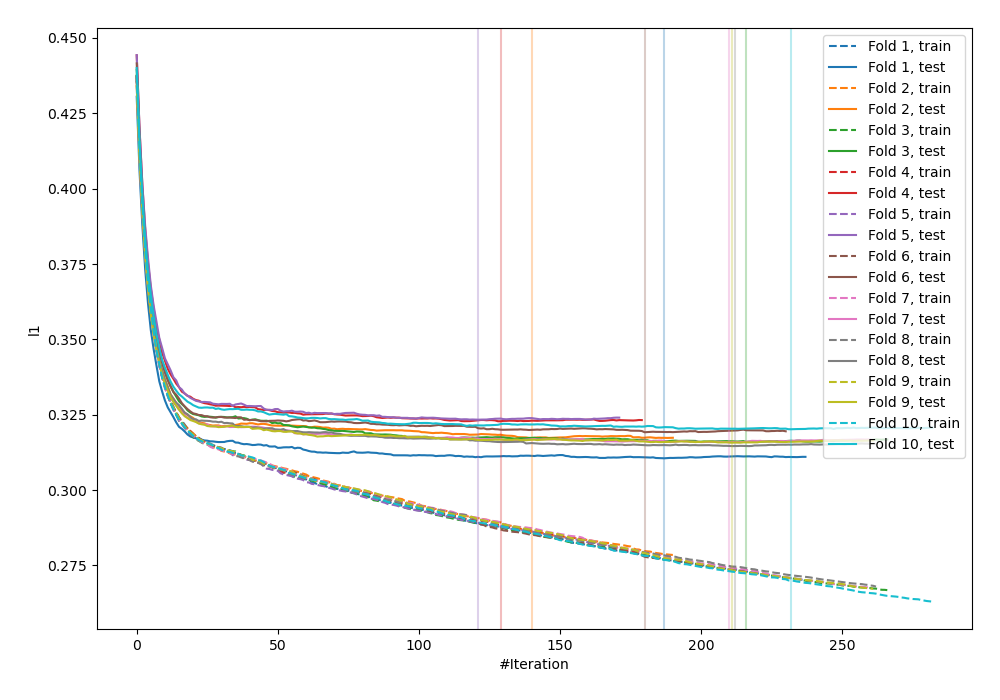 0.450
0.425
0.400
0.375
0.350
0.325
0.300
0.275
l1
0
50
100
150
200
250
#Iteration
Fold 1, train
Fold 1, test
Fold 2, train
Fold 2, test
Fold 3, train
Fold 3, test
Fold 4, train
Fold 4, test
Fold 5, train
Fold 5, test
Fold 6, train
Fold 6, test
Fold 7, train
Fold 7, test
Fold 8, train
Fold 8, test
Fold 9, train
Fold 9, test
Fold 10, train
Fold 10, test